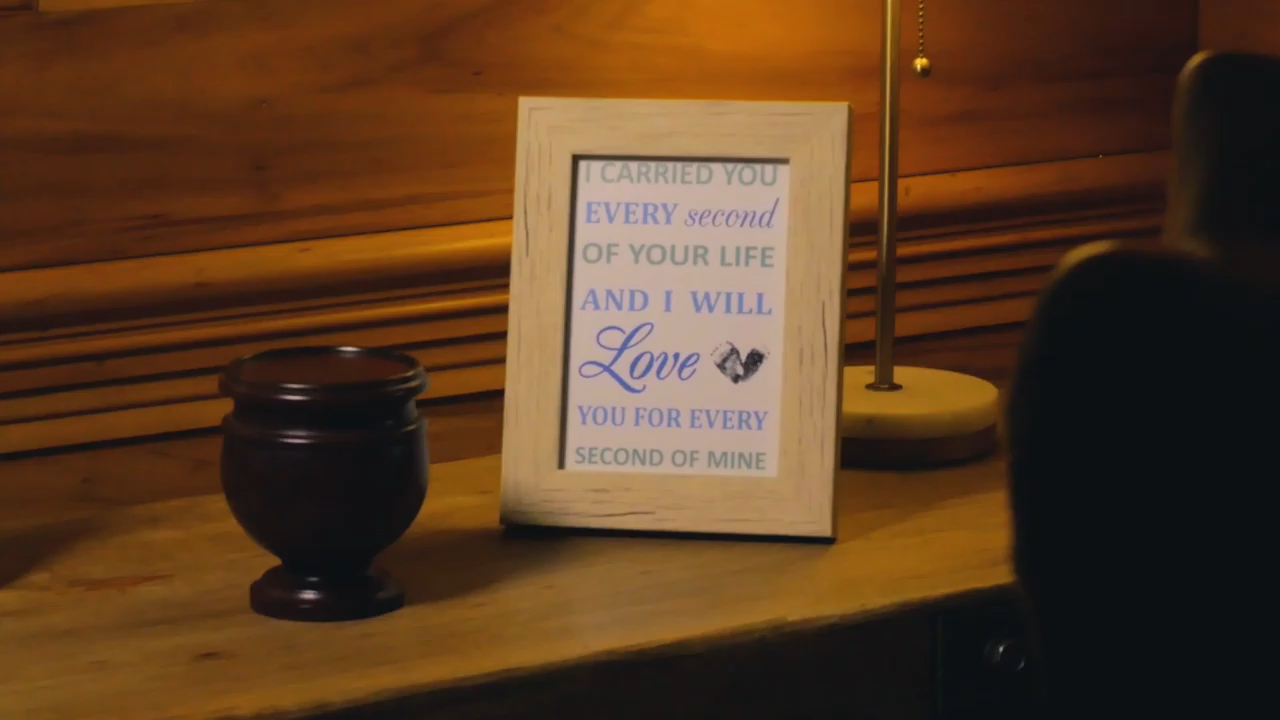 I CARRIED YOU
EVERY second
OF YOUR LIFE
AND I WILL
Love
YOU FOR EVERY
SECOND OF MINE